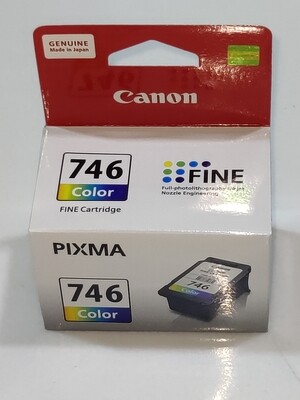 GENUINE
Made in Japan
Canon
746
Color
FINE Cartridge
FINE
Full-photolithography Inkjet
Nozzle Engineering
PIXMA
746
Color
Canon
746